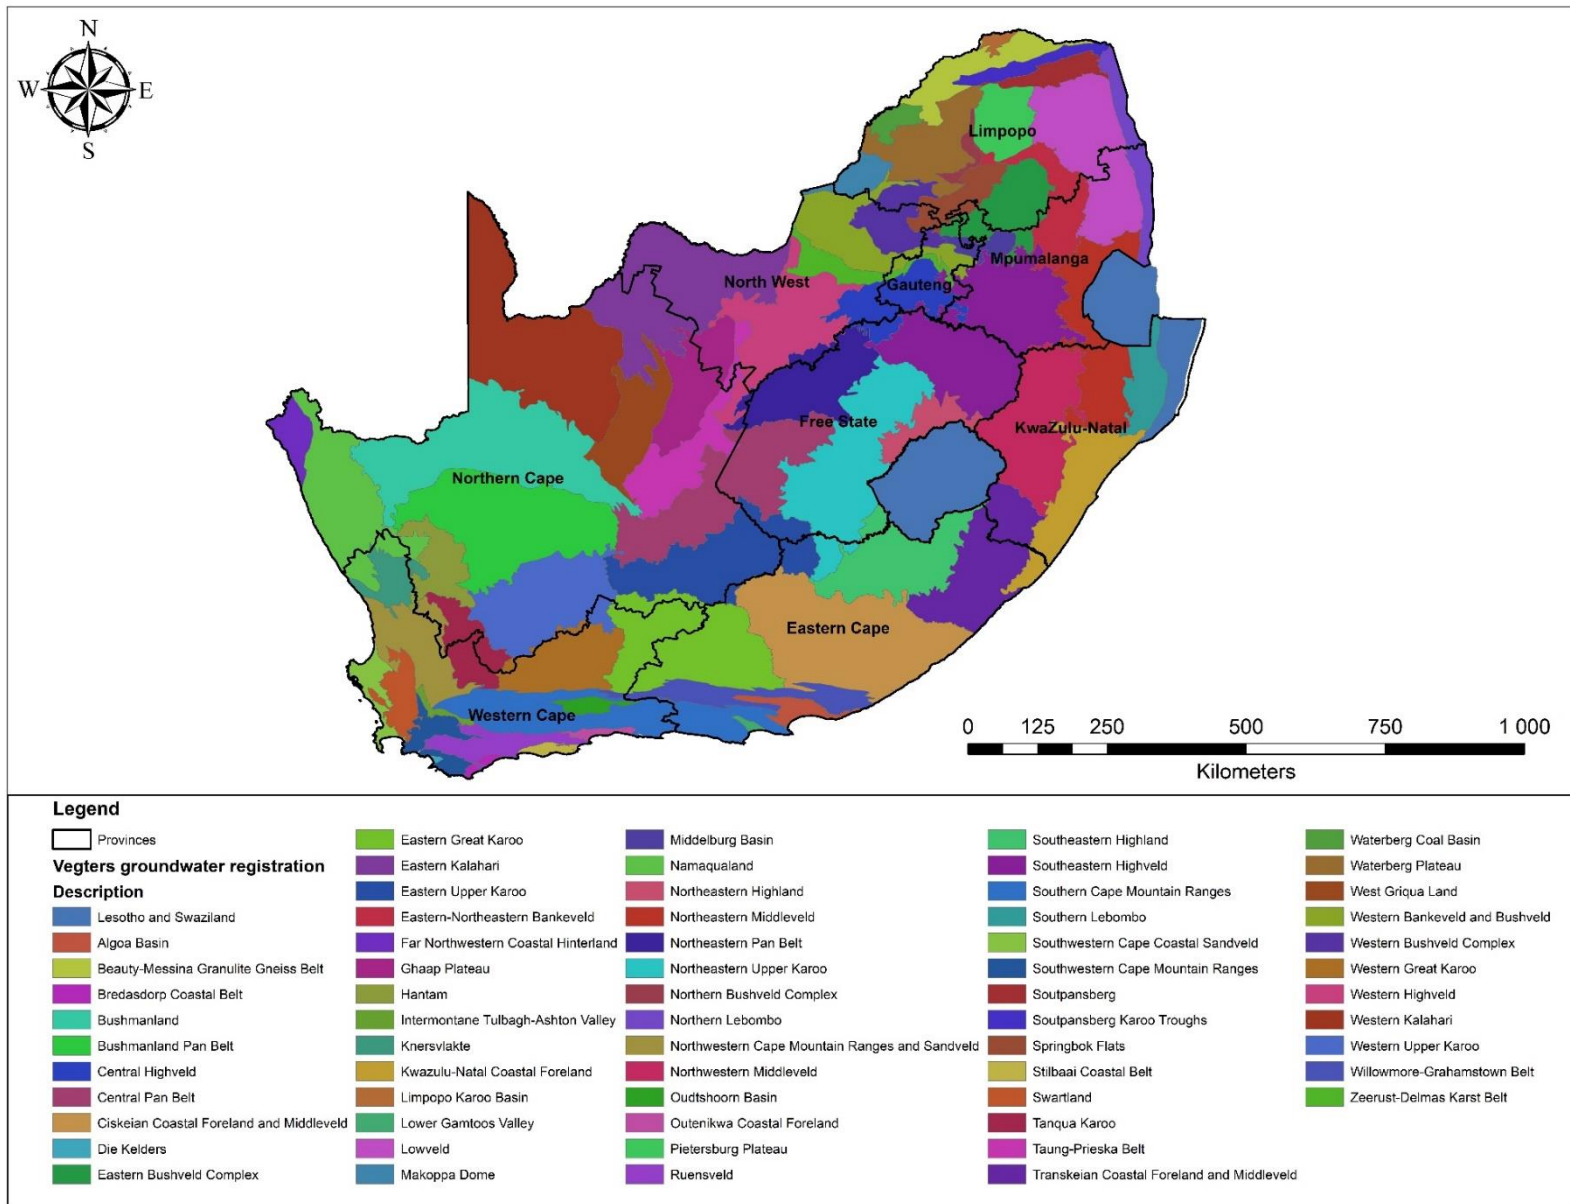 N
W E
S
Limpopo
Mpumalanga
North West
Gauteng
Free State
KwaZulu-Natal
Northern Cape
Eastern Cape
Western Cape
0 125 250 500 750 1 000
Kilometers
Legend
Provinces
Vegters groundwater registration
Description
Lesotho and Swaziland
Algoa Basin
Beauty-Messina Granulite Gneiss Belt
Bredasdorp Coastal Belt
Bushmanland
Bushmanland Pan Belt
Central Highveld
Central Pan Belt
Ciskeian Coastal Foreland and Middleveld
Die Kelders
Eastern Bushveld Complex
Eastern Great Karoo
Eastern Kalahari
Eastern Upper Karoo
Eastern-Northeastern Bankeveld
Far Northwestern Coastal Hinterland
Ghaap Plateau
Hantam
Intermontane Tulbagh-Ashton Valley
Knersvlakte
Kwazulu-Natal Coastal Foreland
Limpopo Karoo Basin
Lower Gamtoos Valley
Lowveld
Makoppa Dome
Middelburg Basin
Namaqualand
Northeastern Highland
Northeastern Middleveld
Northeastern Pan Belt
Northeastern Upper Karoo
Northern Bushveld Complex
Northern Lebombo
Northwestern Cape Mountain Ranges and Sandveld
Northwestern Middleveld
Oudtshoorn Basin
Outenikwa Coastal Foreland
Pietersburg Plateau
Ruensveld
Southeastern Highland
Southeastern Highveld
Southern Cape Mountain Ranges
Southern Lebombo
Southwestern Cape Coastal Sandveld
Southwestern Cape Mountain Ranges
Soutpansberg
Soutpansberg Karoo Troughs
Springbok Flats
Stilbaai Coastal Belt
Swartland
Tanqua Karoo
Taung-Prieska Belt
Transkeian Coastal Foreland and Middleveld
Waterberg Coal Basin
Waterberg Plateau
West Griqua Land
Western Bankeveld and Bushveld
Western Bushveld Complex
Western Great Karoo
Western Highveld
Western Kalahari
Western Upper Karoo
Willowmore-Grahamstown Belt
Zeerust-Delmas Karst Belt